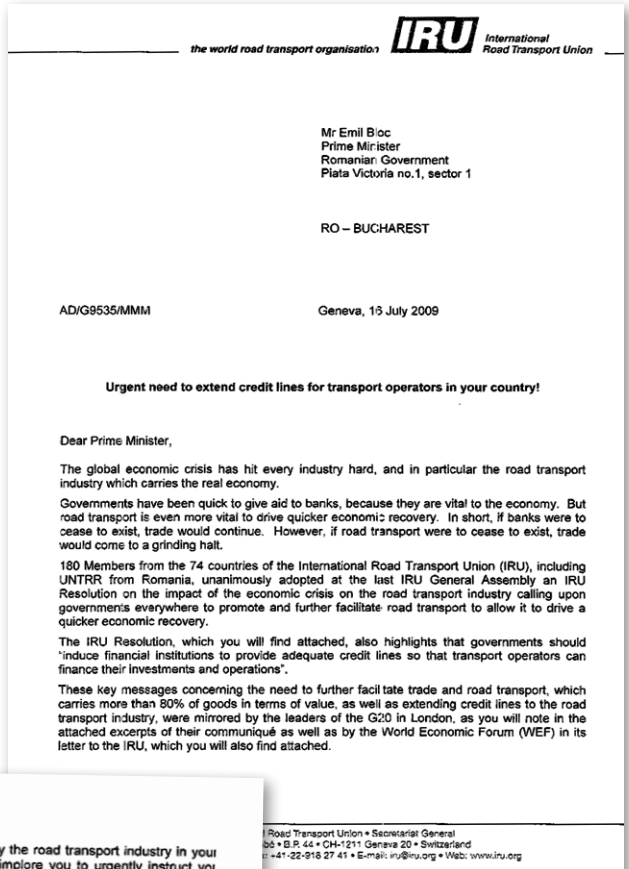 the world road transport organisation
IRU
International
Road Transport Union
Mr Emil Bloc
Prime Minister
Romanian Government
Piata Victoria no.1, sector 1
RO – BUCHAREST
AD/G9535/MMM
Geneva, 16 July 2009
Urgent need to extend credit lines for transport operators in your country!
Dear Prime Minister,
The global economic crisis has hit every industry hard, and in particular the road transport
industry which carries the real economy.
Governments have been quick to give aid to banks, because they are vital to the economy. But
road transport is even more vital to drive quicker economic recovery. In short, if banks were to
cease to exist, trade would continue. However, if road transport were to cease to exist, trade
would come to a grinding halt.
180 Members from the 74 countries of the International Road Transport Union (IRU), including
UNTRR from Romania, unanimously adopted at the last IRU General Assembly an IRU
Resolution on the impact of the economic crisis on the road transport industry calling upon
governments everywhere to promote and further facilitate road transport to allow it to drive a
quicker economic recovery.
The IRU Resolution, which you will find attached, also highlights that governments should
"induce financial institutions to provide adequate credit lines so that transport operators can
finance their investments and operations".
These key messages concerning the need to further facilitate trade and road transport, which
carries more than 80% of goods in terms of value, as well as extending credit lines to the road
transport industry, were mirrored by the leaders of the G20 in London, as you will note in the
attached excerpts of their communiqué as well as by the World Economic Forum (WEF) in its
letter to the IRU, which you will also find attached.
Road Transport Union • Secretariat General
• B.P. 44 • CH-1211 Geneva 20 • Switzerland
+41-22-918 27 41 • E-mail: iru@iru.org • Web: www.iru.org
the road transport industry in your
implore you to urgently instruct you